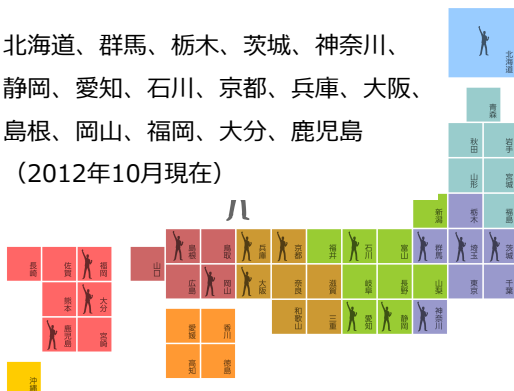 北海道、群馬、栃木、茨城、神奈川、
静岡、愛知、石川、京都、兵庫、大阪、
島根、岡山、福岡、大分、鹿児島
（2012年10月現在）
北海道
青森
秋田
岩手
山形
宮城
新潟
栃木
福島
島根
鳥取
兵庫
京都
福井
石川
富山
群馬
埼玉
茨城
長崎
佐賀
福岡
山口
広島
岡山
大阪
奈良
滋賀
岐阜
長野
山梨
東京
千葉
熊本
大分
愛媛
香川
和歌山
三重
愛知
静岡
神奈川
鹿児島
宮崎
高知
徳島
沖縄